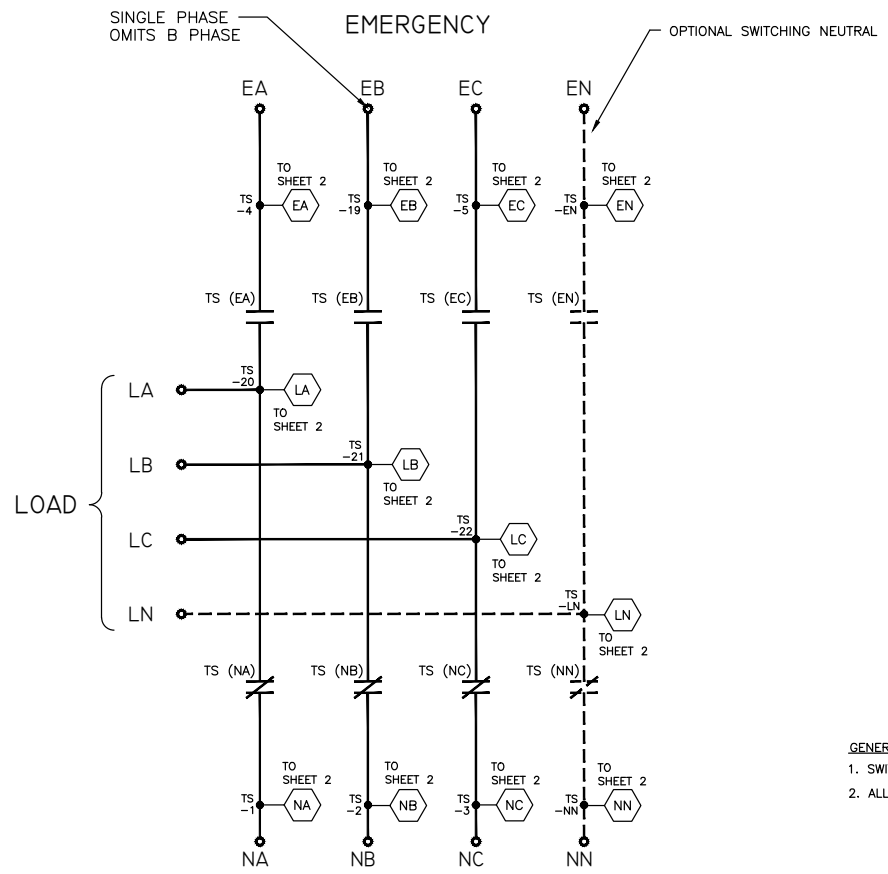 SINGLE PHASE
OMITS B PHASE
EMERGENCY
OPTIONAL SWITCHING NEUTRAL
EA
EB
EC
EN
TO
SHEET 2
TS
-4
EA
TO
SHEET 2
TS
-19
EB
TO
SHEET 2
TS
-5
EC
TO
SHEET 2
TS
-EN
EN
TS (EA)
TS (EB)
TS (EC)
TS (EN)
LOAD
LA
TS
-20
LA
TO
SHEET 2
LB
TS
-21
LB
TO
SHEET 2
LC
TS
-22
LC
TO
SHEET 2
LN
TS
-LN
LN
TO
SHEET 2
TS (NA)
TS (NB)
TS (NC)
TS (NN)
TO
SHEET 2
TS
-1
NA
TO
SHEET 2
TS
-2
NB
TO
SHEET 2
TS
-3
NC
TO
SHEET 2
TS
-NN
NN
NA
NB
NC
NN
GENER
1. SWI
2. ALL